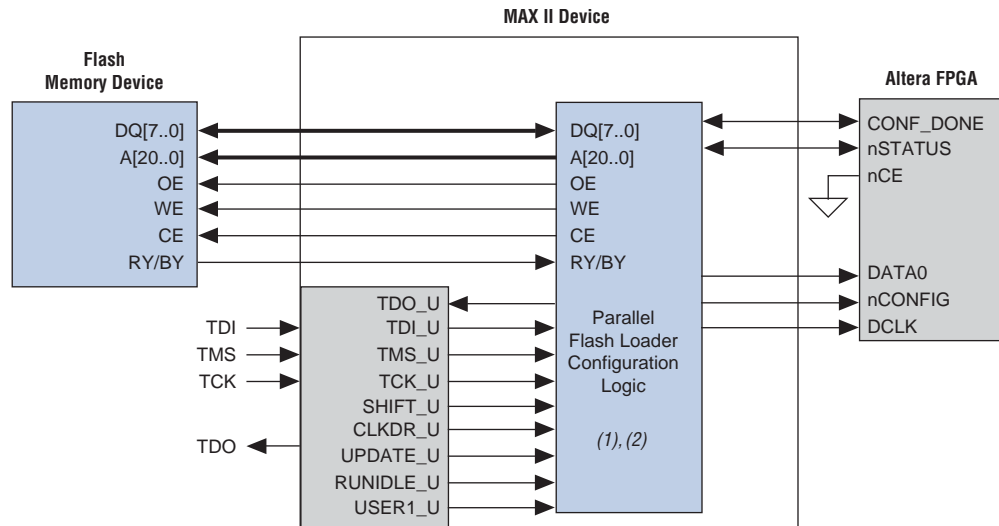 MAX II Device
Flash
Memory Device
Altera FPGA
DQ[7..0]
A[20..0]
OE
WE
CE
RY/BY
DQ[7..0]
A[20..0]
OE
WE
CE
RY/BY
Parallel
Flash Loader
Configuration
Logic
(1), (2)
CONF_DONE
nSTATUS
nCE
DATA0
nCONFIG
DCLK
TDI
TMS
TCK
TDO
TDO_U
TDI_U
TMS_U
TCK_U
SHIFT_U
CLKDR_U
UPDATE_U
RUNIDLE_U
USER1_U